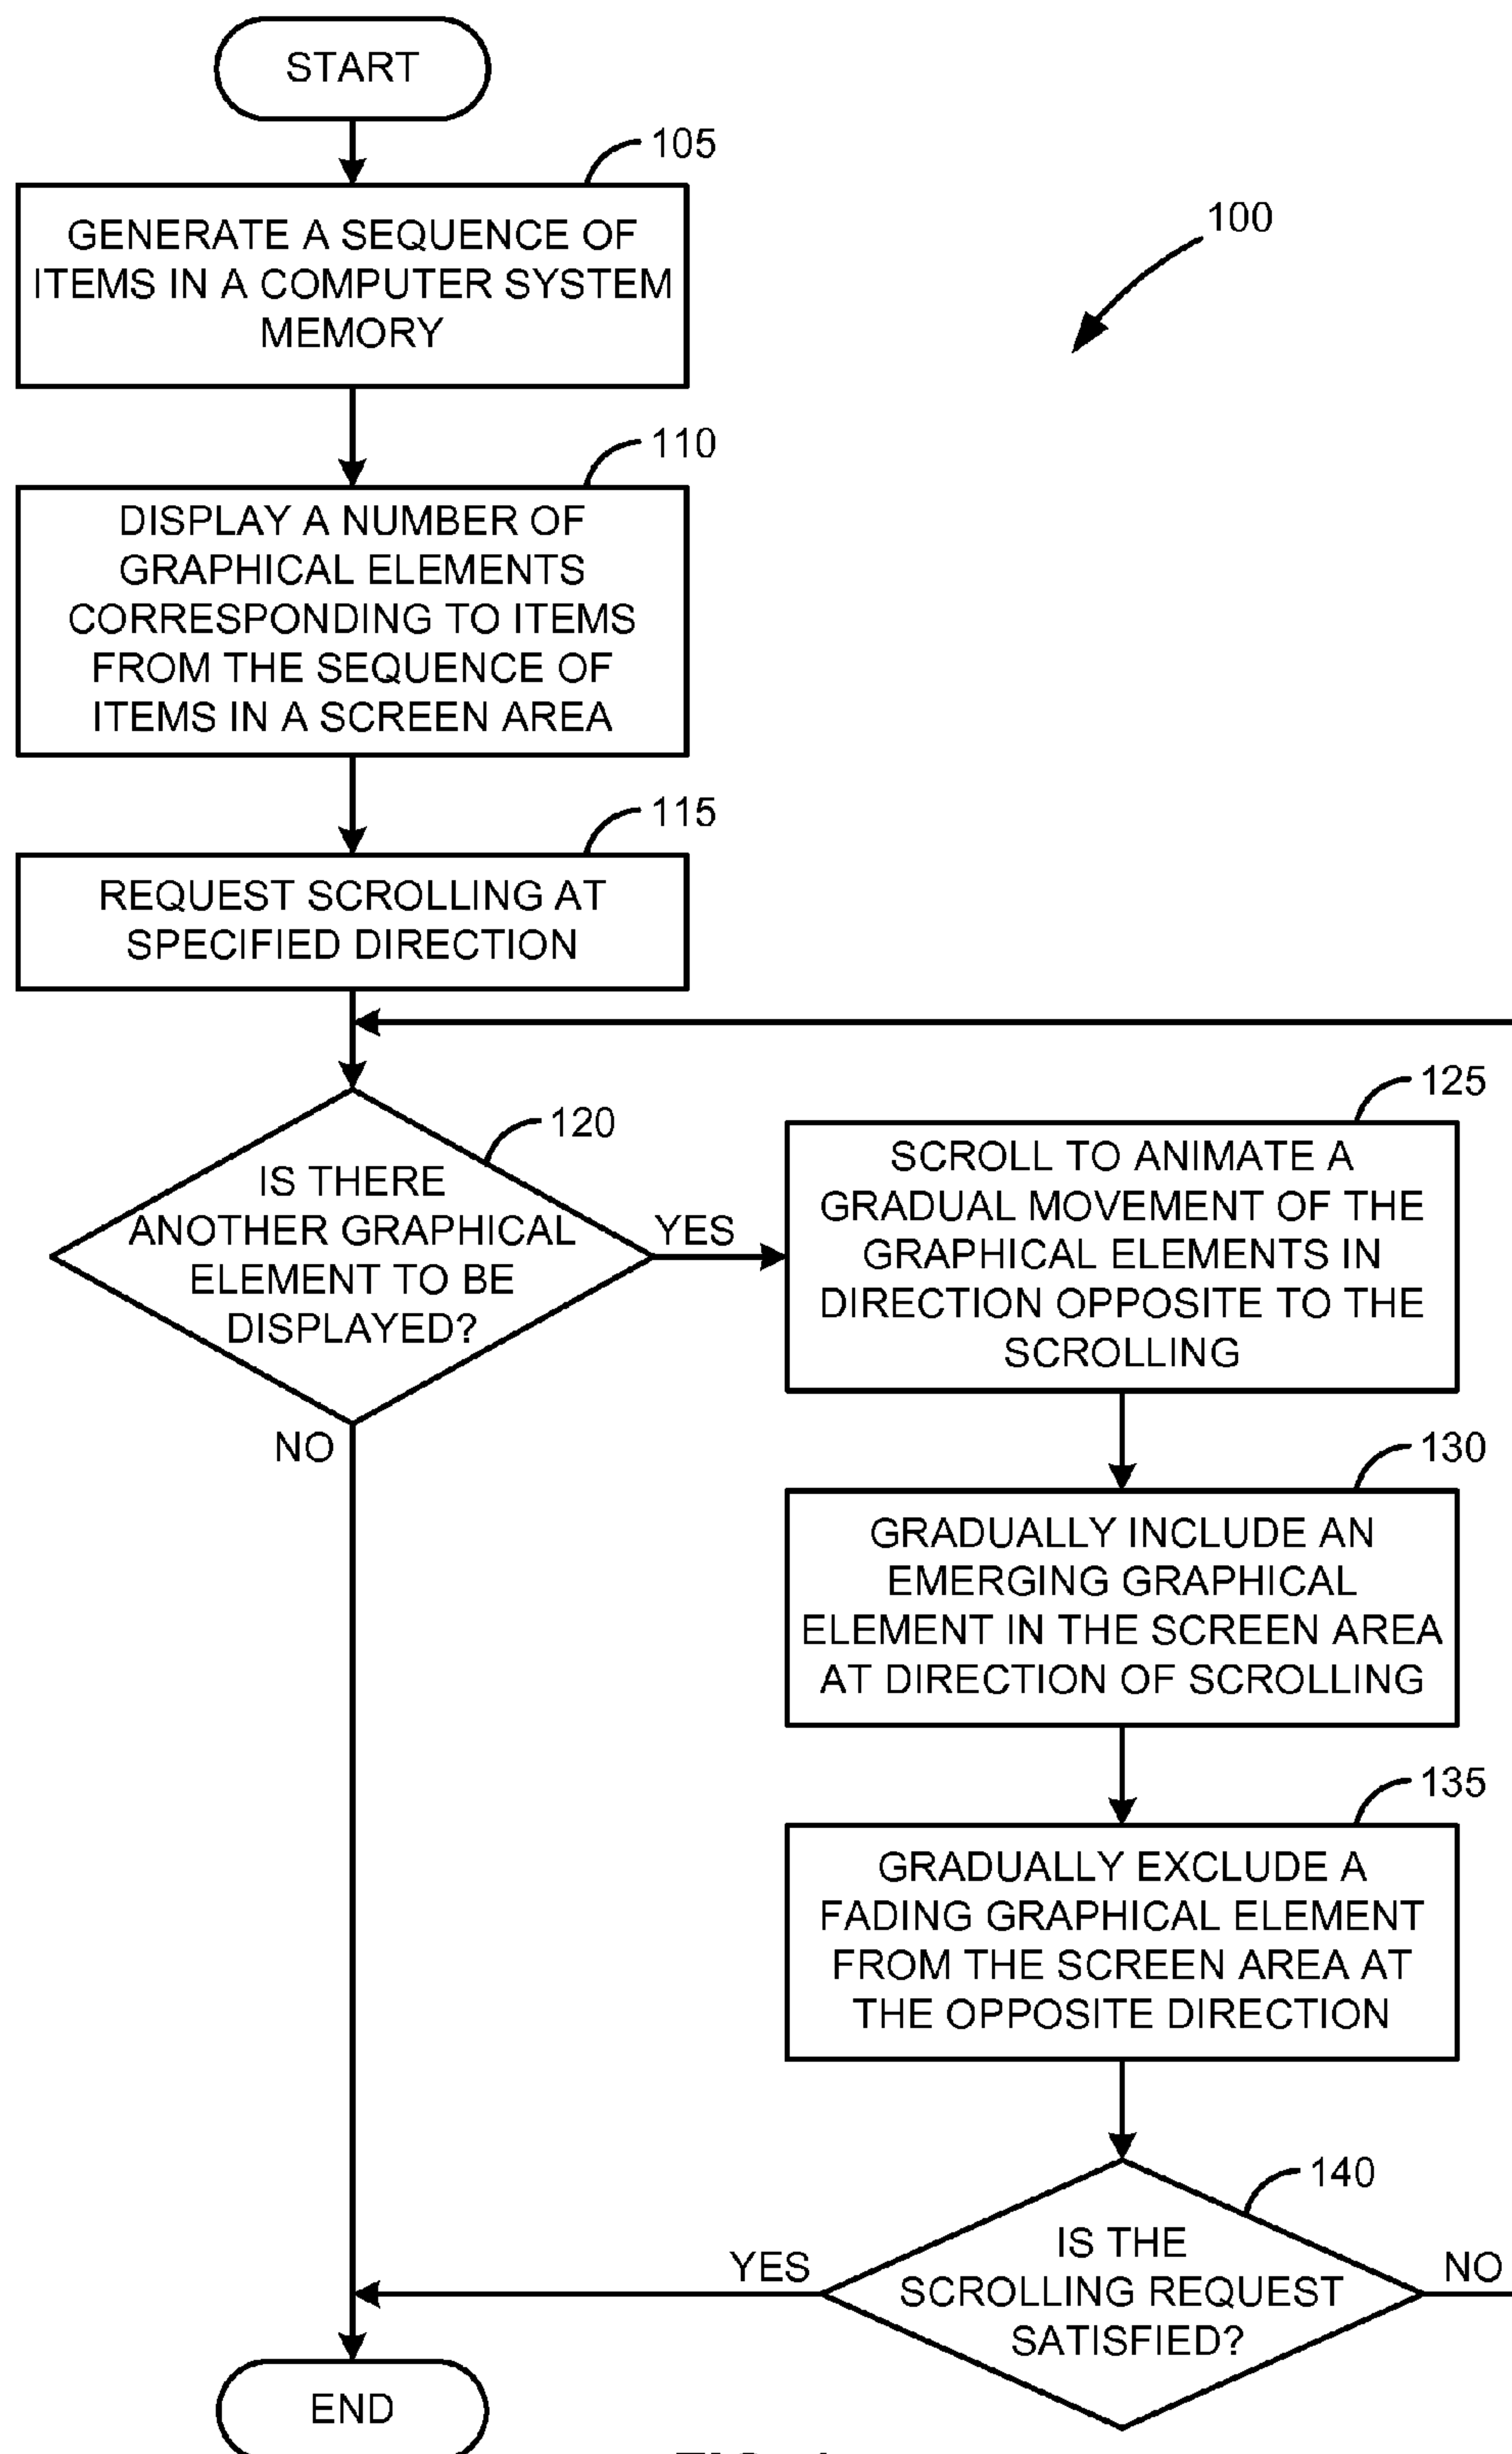 START
105
GENERATE A SEQUENCE OF
ITEMS IN A COMPUTER SYSTEM
MEMORY
100
110
DISPLAY A NUMBER OF
GRAPHICAL ELEMENTS
CORRESPONDING TO ITEMS
FROM THE SEQUENCE OF
ITEMS IN A SCREEN AREA
115
REQUEST SCROLLING AT
SPECIFIED DIRECTION
120
IS THERE
ANOTHER GRAPHICAL
ELEMENT TO BE
DISPLAYED?
YES
NO
125
SCROLL TO ANIMATE A
GRADUAL MOVEMENT OF THE
GRAPHICAL ELEMENTS IN
DIRECTION OPPOSITE TO THE
SCROLLING
130
GRADUALLY INCLUDE AN
EMERGING GRAPHICAL
ELEMENT IN THE SCREEN AREA
AT DIRECTION OF SCROLLING
135
GRADUALLY EXCLUDE A
FADING GRAPHICAL ELEMENT
FROM THE SCREEN AREA AT
THE OPPOSITE DIRECTION
140
IS THE
SCROLLING REQUEST
SATISFIED?
YES
NO
END